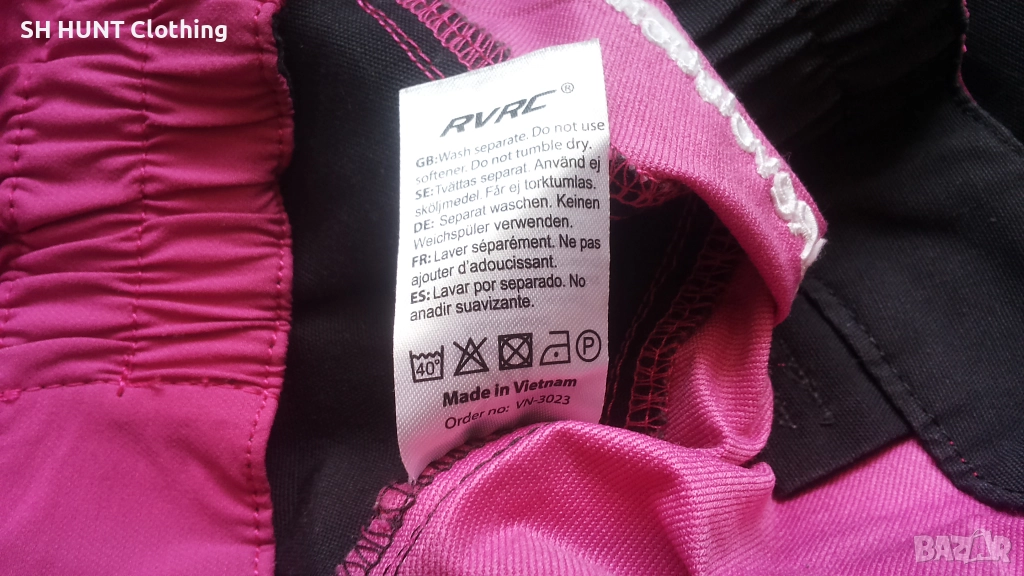 SH HUNT Clothing
RVRC®
GB:Wash separate. Do not use
softener. Do not tumble dry.
SE:Tvättas separat. Använd ej
sköljmedel. Får ej torktumlas.
DE: Separat waschen. Keinen
Weichspüler verwenden.
FR: Laver séparément. Ne pas
ajouter d'adoucissant.
ES: Lavar por separado. No
anadir suavizante.
40° P
Made in Vietnam
Order no: VN-3023
BAZAR